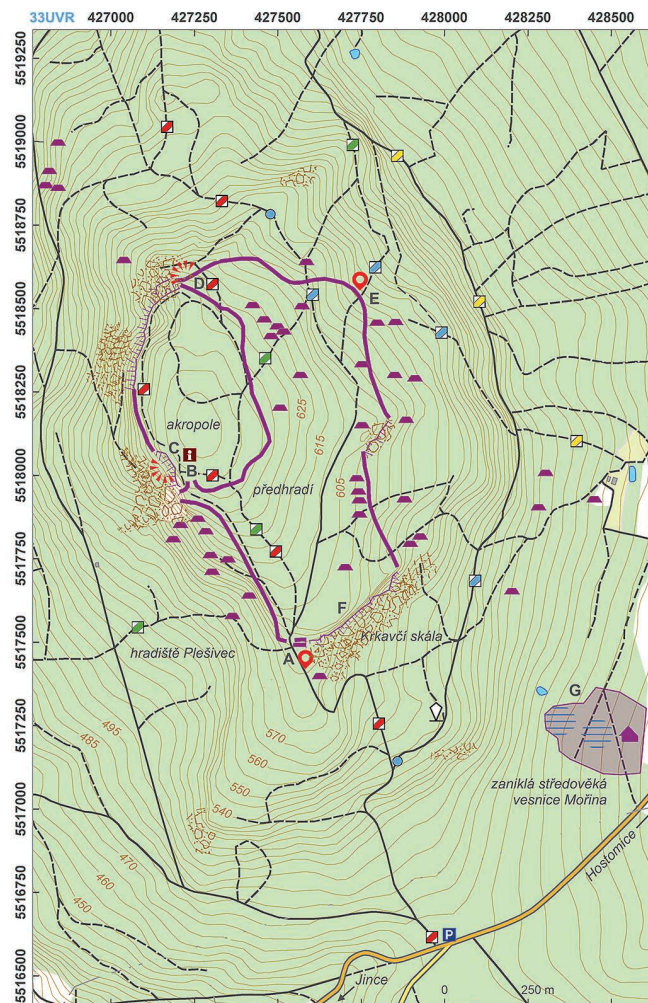 33UVR 427000 427250 427500 427750 428000 428250 428500
5519250
5519000
5518750
5518500
5518250
5518000
5517750
5517500
5517250
5517000
5516750
5516500
D
E
625
akropole
615
C
i
B
předhradí
605
F
Krkavčí skála
hradiště Plešivec
A
G
495
485
570
560
550
540
zaniklá středověká
vesnice Mořina
470
460
450
Hostomice
P
Jince
0 250 m